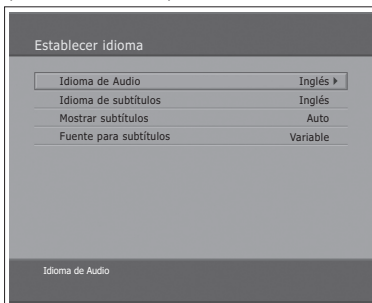 Establecer idioma
Idioma de Audio Inglés
Idioma de subtítulos Inglés
Mostrar subtítulos Auto
Fuente para subtítulos Variable
Idioma de Audio